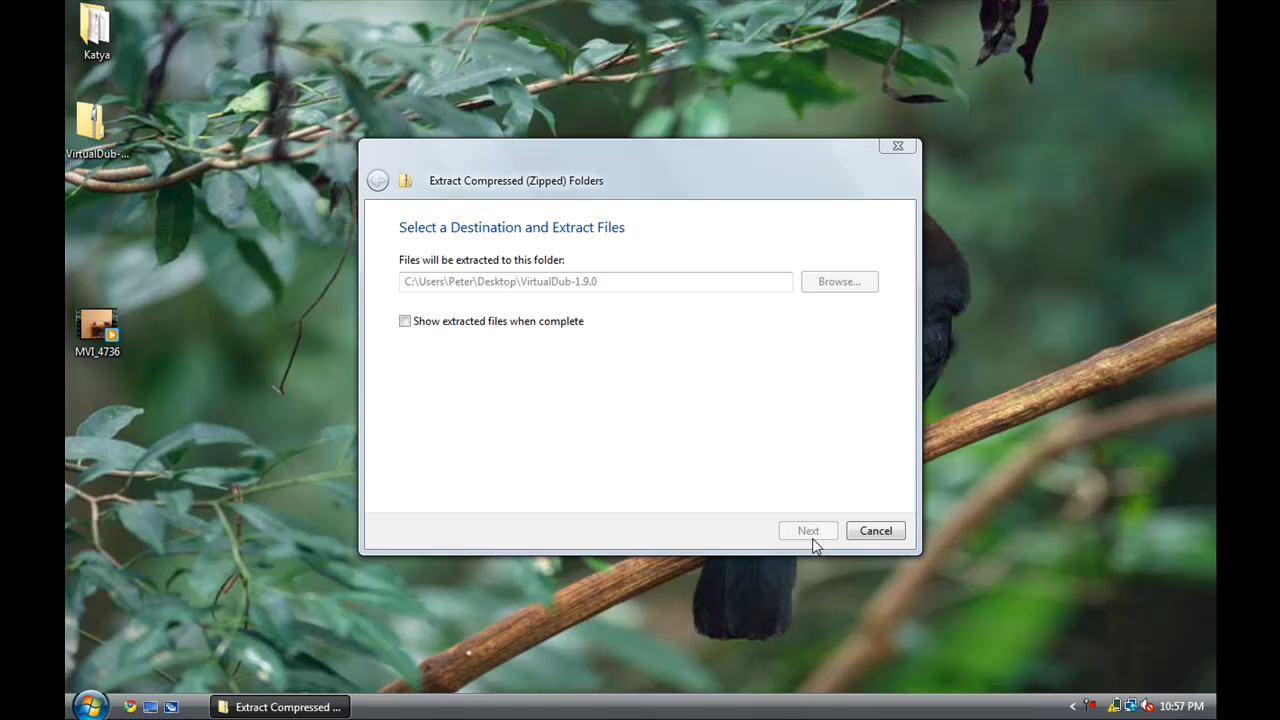 Katya
VirtualDub-...
MVI_4736
Extract Compressed (Zipped) Folders
Select a Destination and Extract Files
Files will be extracted to this folder:
C:\Users\Peter\Desktop\VirtualDub-1.9.0
Browse...
Show extracted files when complete
Next
Cancel
Extract Compressed ...
10:57 PM